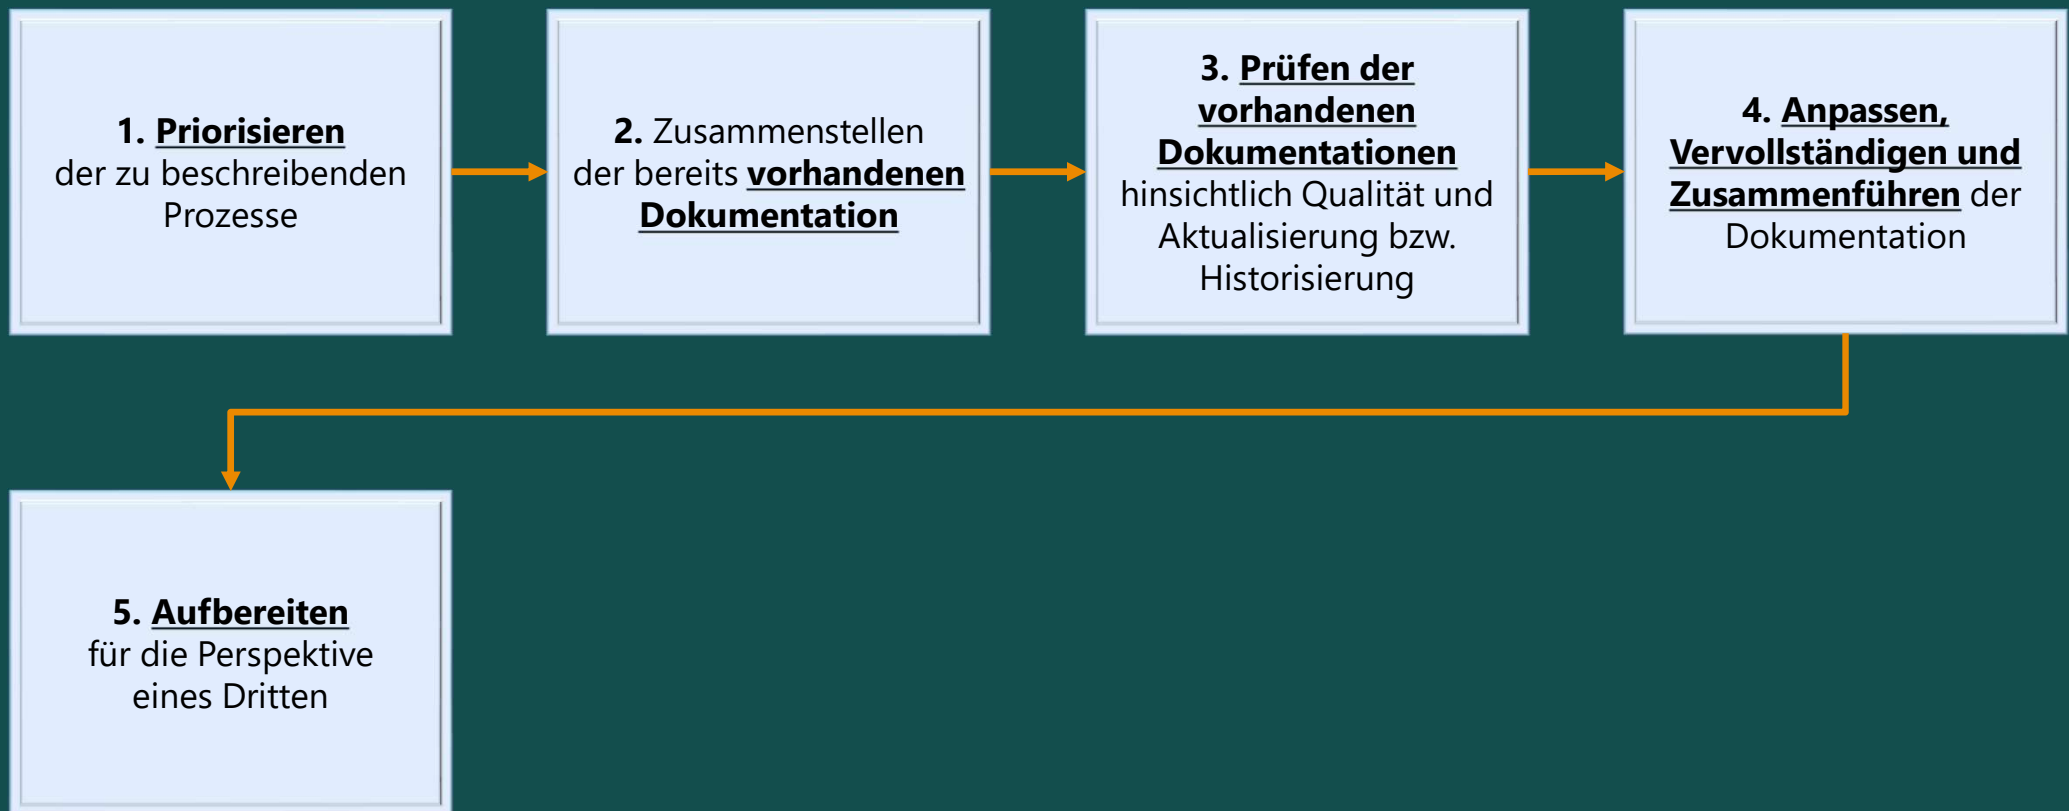 1. Priorisieren
der zu beschreibenden
Prozesse
2. Zusammenstellen
der bereits vorhandenen
Dokumentation
3. Prüfen der
vorhandenen
Dokumentationen
hinsichtlich Qualität und
Aktualisierung bzw.
Historisierung
4. Anpassen,
Vervollständigen und
Zusammenführen der
Dokumentation
5. Aufbereiten
für die Perspektive
eines Dritten